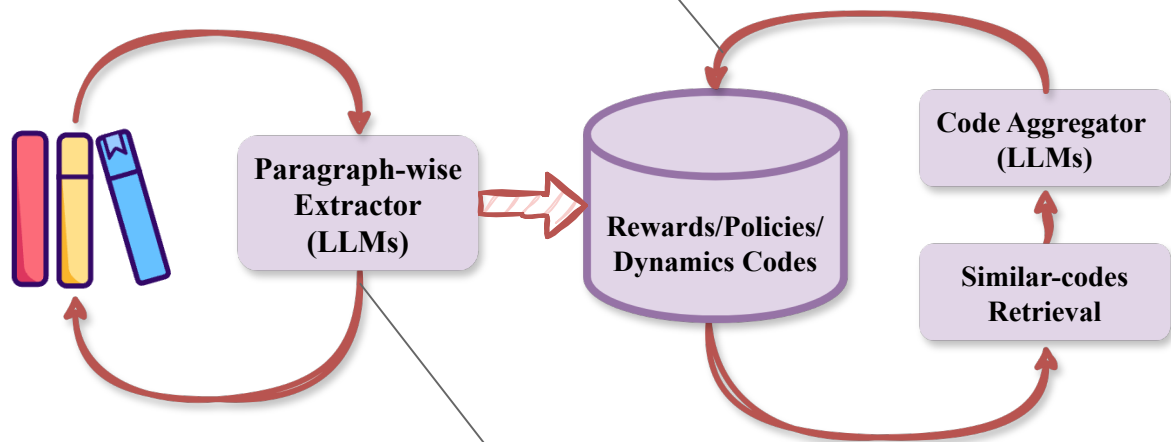 Paragraph-wise
Extractor
(LLMs)
Rewards/Policies/
Dynamics Codes
Code Aggregator
(LLMs)
Similar-codes
Retrieval